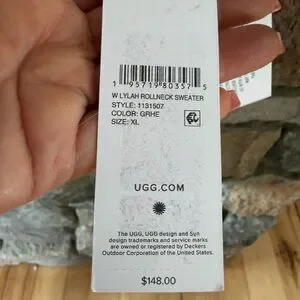 1 95719 80357 5
W LYLAH ROLLNECK SWEATER
STYLE: 1131507
COLOR: GRHE
SIZE: XL
UGG.COM
The UGG, UGG design and Sun
design trademarks and service marks
are owned or registered by Deckers
Outdoor Corporation of the United States.
$148.00